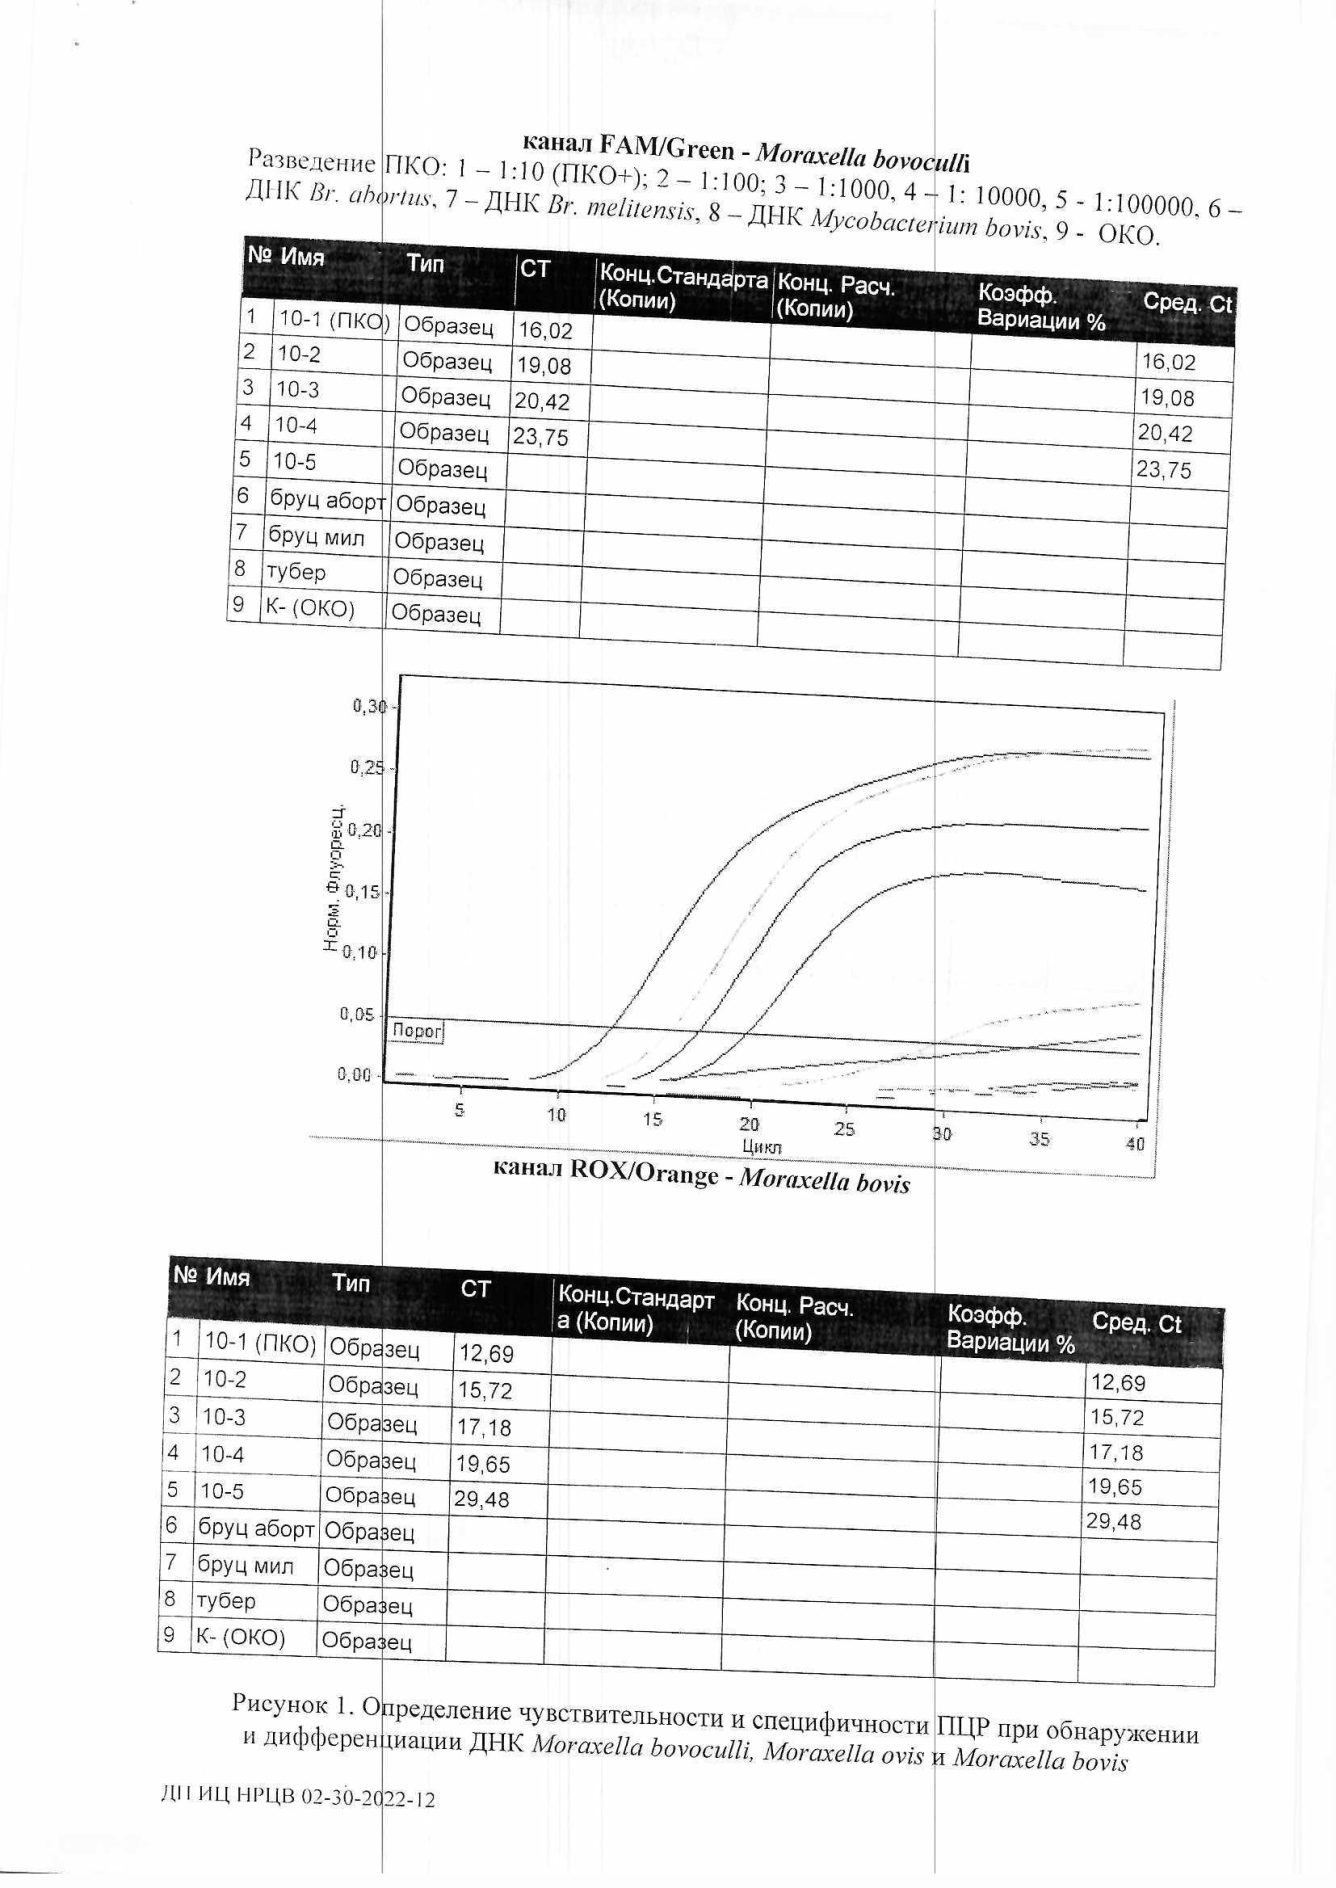 канал FAM/Green - Moraxella bovoculli
Разведение ПКО: 1 – 1:10 (ПКО+); 2 – 1:100; 3 – 1:1000, 4 – 1: 10000, 5 - 1:100000, 6 –
ДНК Br. abortus, 7 – ДНК Br. melitensis, 8 – ДНК Mycobacterium bovis, 9 - ОКО.
№ Имя Тип СТ Конц.Стандарта (Копии) Конц. Расч. (Копии) Коэфф. Вариации % Сред. Ct
1 10-1 (ПКО) Образец 16,02 16,02
2 10-2 Образец 19,08 19,08
3 10-3 Образец 20,42 20,42
4 10-4 Образец 23,75 23,75
5 10-5 Образец
6 бруц аборт Образец
7 бруц мил Образец
8 тубер Образец
9 К- (ОКО) Образец
0,30
0,25
0,20
0,15
0,10
0,05
0,00
Норм. Флуоресц.
Порог
5 10 15 20 25 30 35 40
Цикл
канал ROX/Orange - Moraxella bovis
№ Имя Тип СТ Конц.Стандарт а (Копии) Конц. Расч. (Копии) Коэфф. Вариации % Сред. Ct
1 10-1 (ПКО) Образец 12,69 12,69
2 10-2 Образец 15,72 15,72
3 10-3 Образец 17,18 17,18
4 10-4 Образец 19,65 19,65
5 10-5 Образец 29,48 29,48
6 бруц аборт Образец
7 бруц мил Образец
8 тубер Образец
9 К- (ОКО) Образец
Рисунок 1. Определение чувствительности и специфичности ПЦР при обнаружении
и дифференциации ДНК Moraxella bovoculli, Moraxella ovis и Moraxella bovis
ДП ИЦ НРЦВ 02-30-2022-12